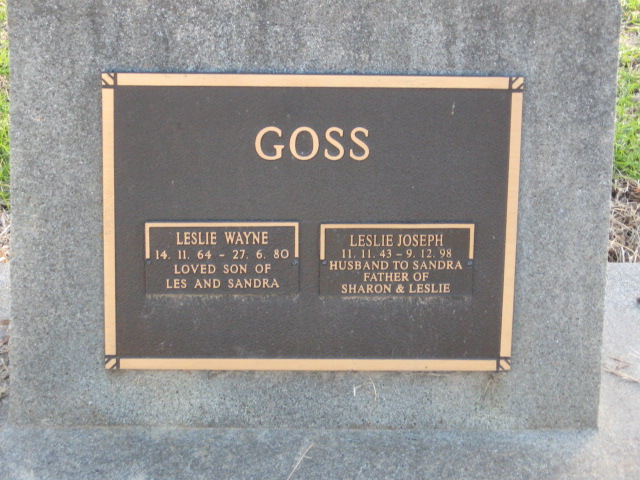 GOSS
LESLIE WAYNE
14. 11. 64 - 27. 6. 80
LOVED SON OF
LES AND SANDRA
LESLIE JOSEPH
11. 11. 43 - 9. 12. 98
HUSBAND TO SANDRA
FATHER OF
SHARON & LESLIE